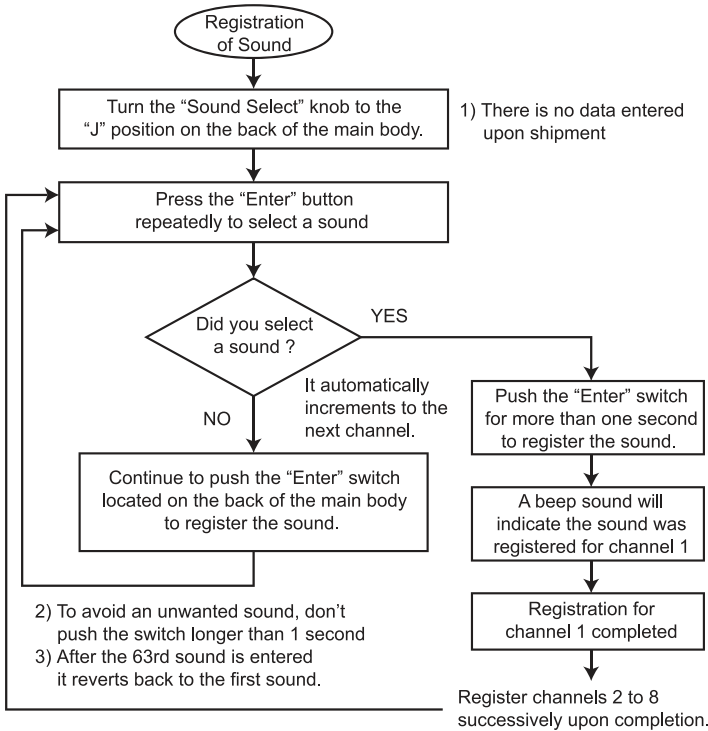 Registration
of Sound
Turn the “Sound Select” knob to the
“J” position on the back of the main body.
1) There is no data entered
upon shipment
Press the “Enter” button
repeatedly to select a sound
Did you select
a sound ?
YES
NO
It automatically
increments to the
next channel.
Push the “Enter” switch
for more than one second
to register the sound.
Continue to push the “Enter” switch
located on the back of the main body
to register the sound.
A beep sound will
indicate the sound was
registered for channel 1
2) To avoid an unwanted sound, don’t
push the switch longer than 1 second
3) After the 63rd sound is entered
it reverts back to the first sound.
Registration for
channel 1 completed
Register channels 2 to 8
successively upon completion.